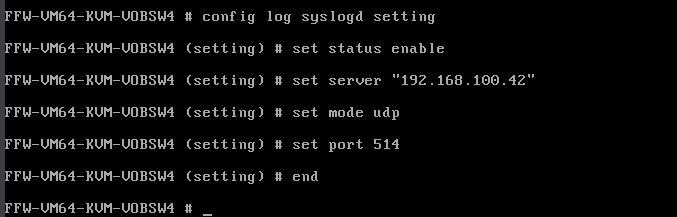 FFW-VM64-KVM-VOBSW4 # config log syslogd setting
FFW-VM64-KVM-VOBSW4 (setting) # set status enable
FFW-VM64-KVM-VOBSW4 (setting) # set server "192.168.100.42"
FFW-VM64-KVM-VOBSW4 (setting) # set mode udp
FFW-VM64-KVM-VOBSW4 (setting) # set port 514
FFW-VM64-KVM-VOBSW4 (setting) # end
FFW-VM64-KVM-VOBSW4 # _